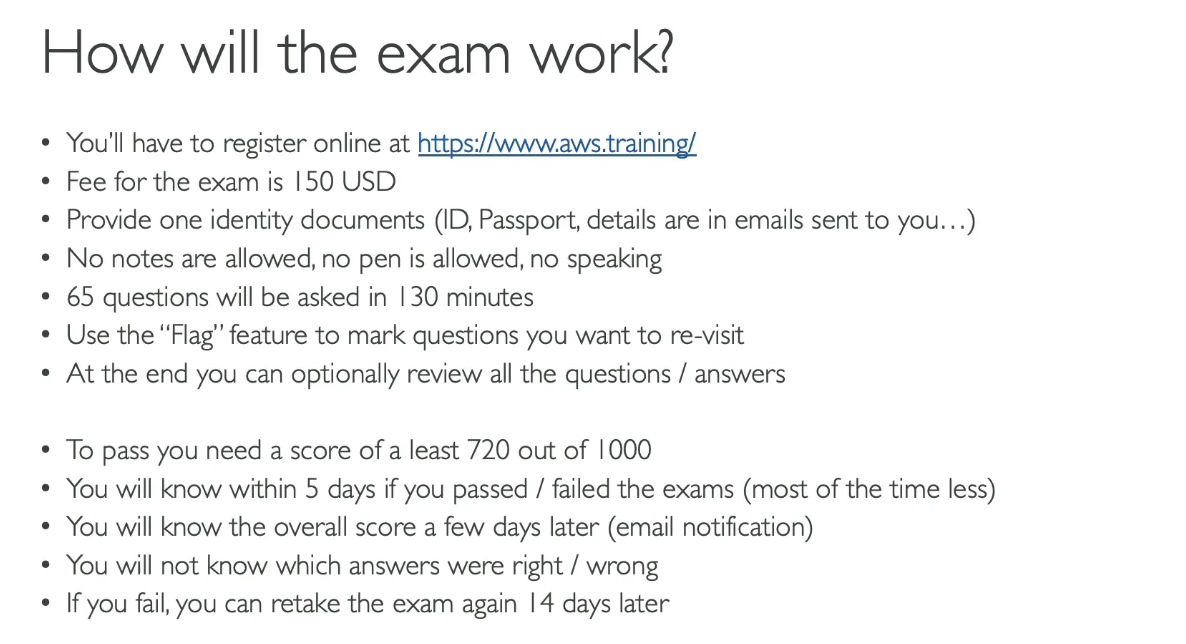 How will the exam work?
• You'll have to register online at https://www.aws.training/
• Fee for the exam is 150 USD
• Provide one identity documents (ID, Passport, details are in emails sent to you…)
• No notes are allowed, no pen is allowed, no speaking
• 65 questions will be asked in 130 minutes
• Use the “Flag” feature to mark questions you want to re-visit
• At the end you can optionally review all the questions / answers
• To pass you need a score of a least 720 out of 1000
• You will know within 5 days if you passed / failed the exams (most of the time less)
• You will know the overall score a few days later (email notification)
• You will not know which answers were right / wrong
• If you fail, you can retake the exam again 14 days later